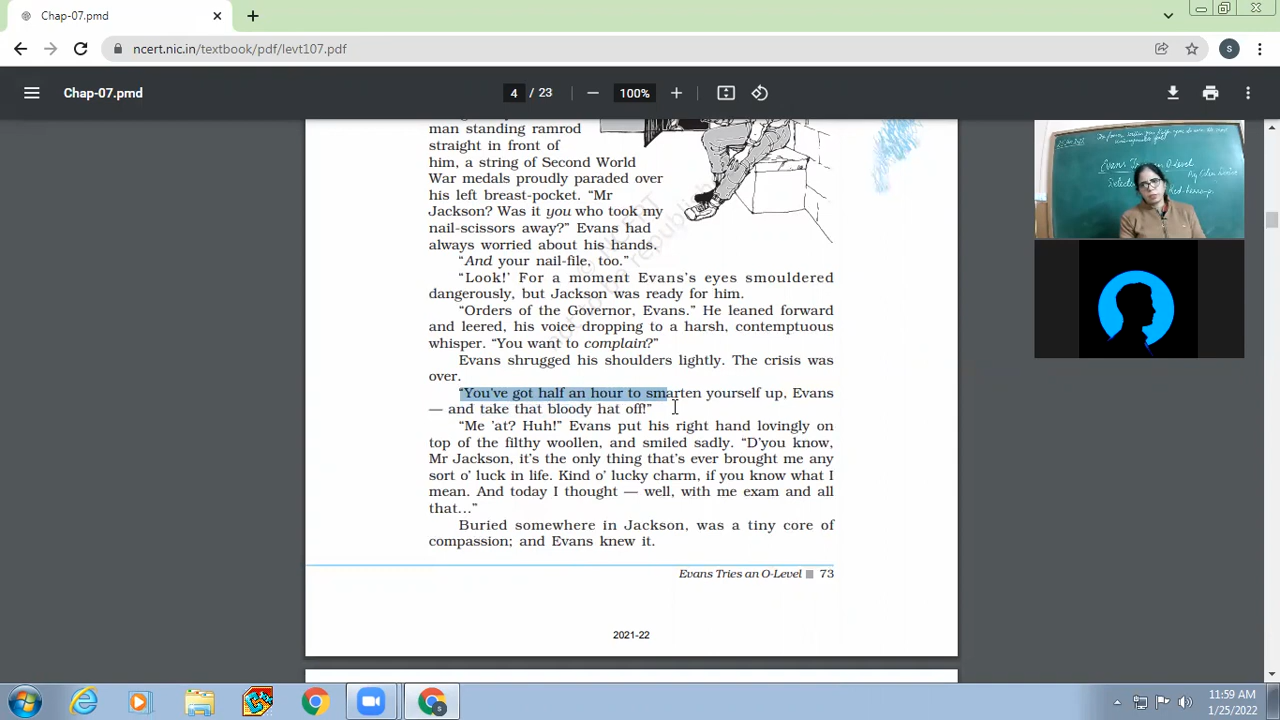 Chap-07.pmd
ncert.nic.in/textbook/pdf/levt107.pdf
S
Chap-07.pmd
4 / 23
100%
man standing ramrod
straight in front of
him, a string of Second World
War medals proudly paraded over
his left breast-pocket. “Mr
Jackson? Was it you who took my
nail-scissors away?” Evans had
always worried about his hands.
“And your nail-file, too.”
“Look!’ For a moment Evans’s eyes smouldered
dangerously, but Jackson was ready for him.
“Orders of the Governor, Evans.” He leaned forward
and leered, his voice dropping to a harsh, contemptuous
whisper. “You want to complain?”
Evans shrugged his shoulders lightly. The crisis was
over.
“You’ve got half an hour to smarten yourself up, Evans
— and take that bloody hat off!”
“Me ’at? Huh!” Evans put his right hand lovingly on
top of the filthy woollen, and smiled sadly. “D’you know,
Mr Jackson, it’s the only thing that’s ever brought me any
sort o’ luck in life. Kind o’ lucky charm, if you know what I
mean. And today I thought — well, with me exam and all
that...”
Buried somewhere in Jackson, was a tiny core of
compassion; and Evans knew it.
Evans Tries an O-Level 73
2021-22
11:59 AM
1/25/2022